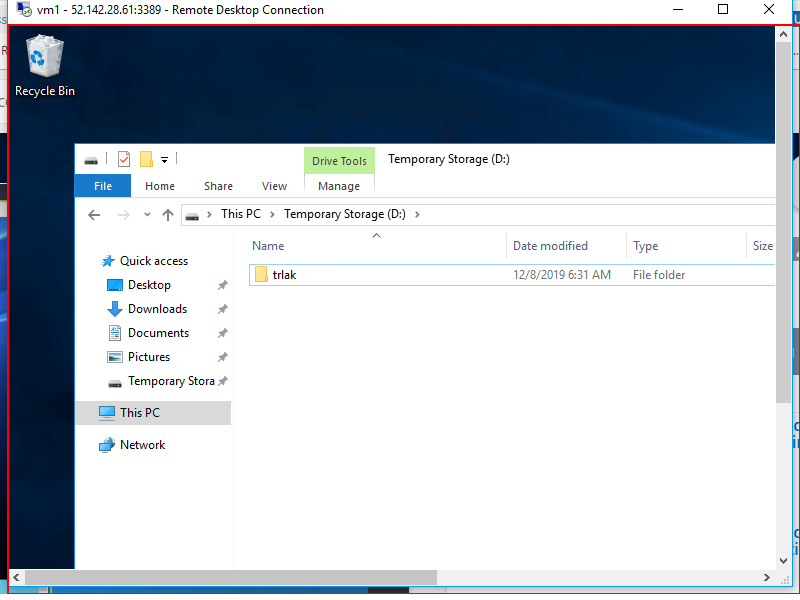 vm1 - 52.142.28.61:3389 - Remote Desktop Connection
Recycle Bin
Drive Tools
Temporary Storage (D:)
File
Home
Share
View
Manage
This PC
Temporary Storage (D:)
Name
Date modified
Type
Size
Quick access
Desktop
Downloads
Documents
Pictures
Temporary Stora
This PC
Network
trlak
12/8/2019 6:31 AM
File folder